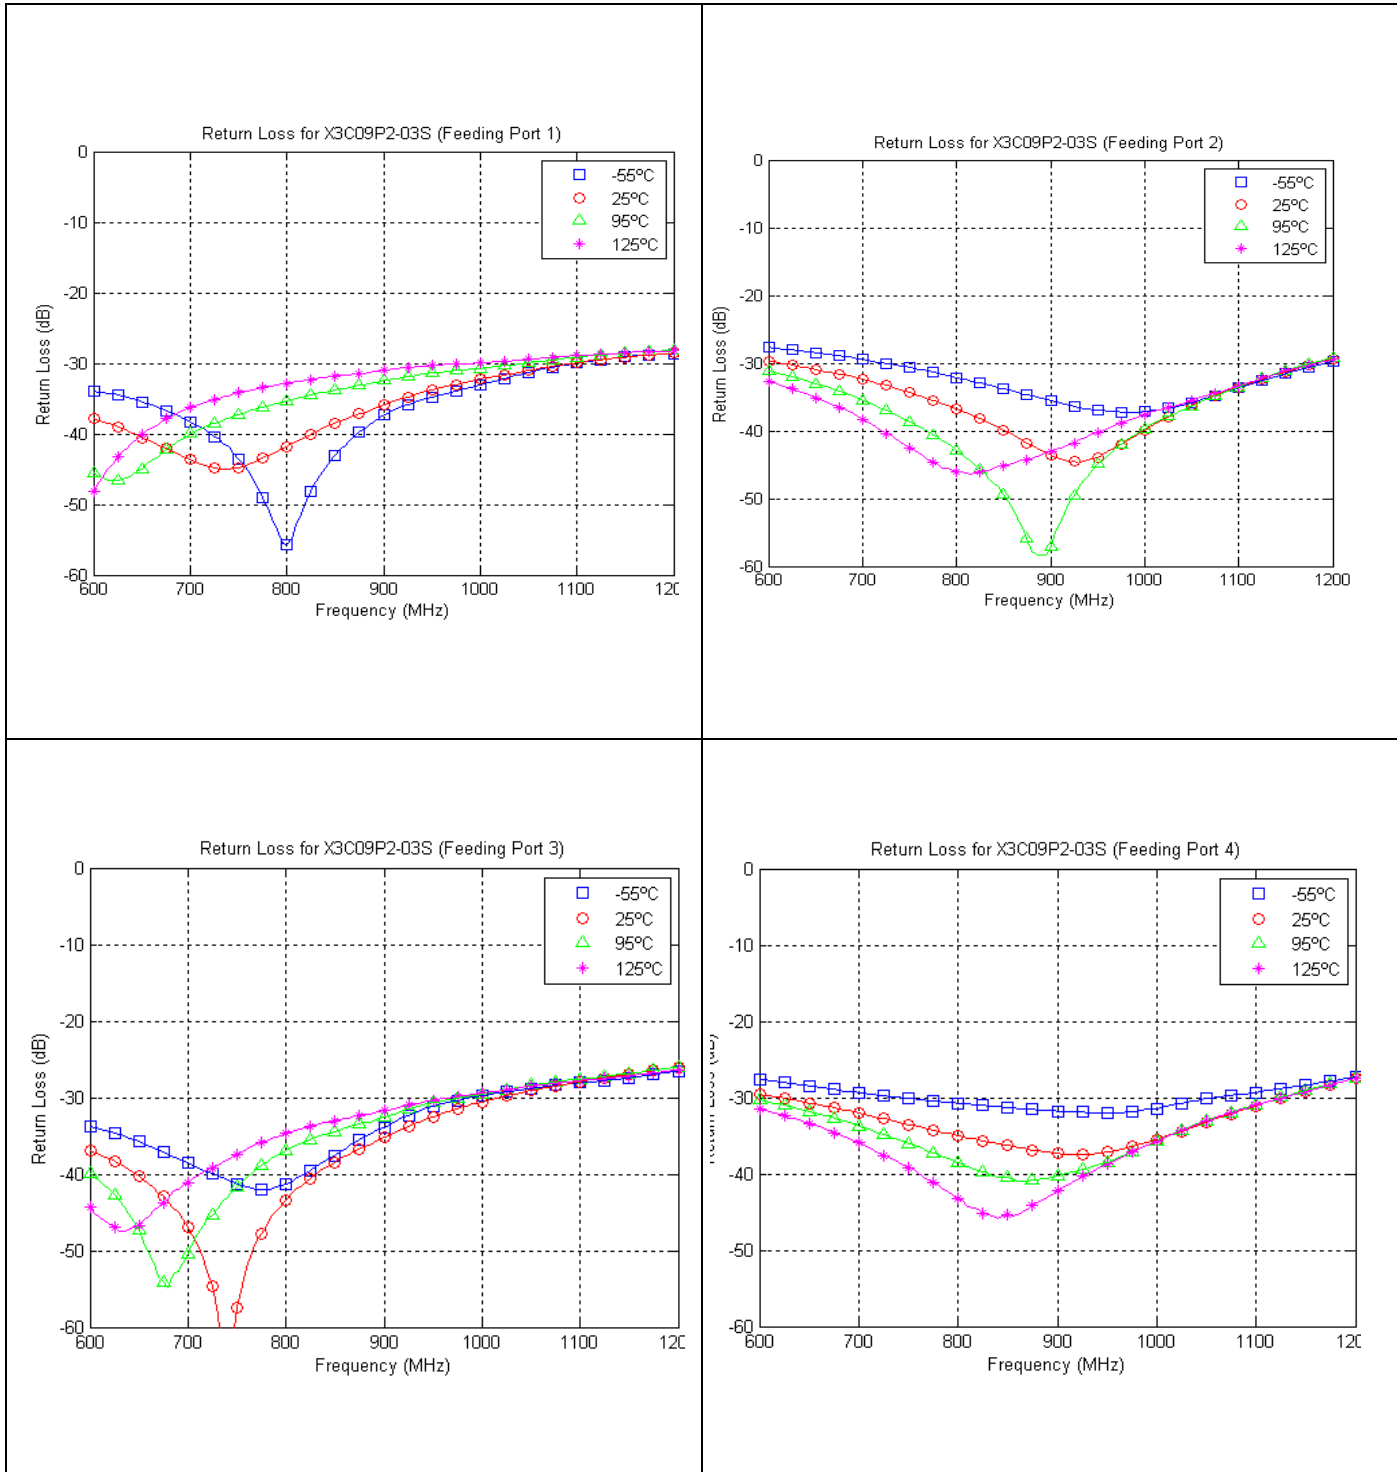 Return Loss for X3C09P2-03S (Feeding Port 1)
0
-10
-20
-30
-40
-50
-60
Return Loss (dB)
600 700 800 900 1000 1100 120
Frequency (MHz)
-55ºC
25ºC
95ºC
125ºC
Return Loss for X3C09P2-03S (Feeding Port 2)
0
-10
-20
-30
-40
-50
-60
Return Loss (dB)
600 700 800 900 1000 1100 1200
Frequency (MHz)
-55ºC
25ºC
95ºC
125ºC
Return Loss for X3C09P2-03S (Feeding Port 3)
0
-10
-20
-30
-40
-50
-60
Return Loss (dB)
600 700 800 900 1000 1100 120
Frequency (MHz)
-55ºC
25ºC
95ºC
125ºC
Return Loss for X3C09P2-03S (Feeding Port 4)
0
-10
-20
-30
-40
-50
-60
Return Loss (dB)
600 700 800 900 1000 1100 120
Frequency (MHz)
-55ºC
25ºC
95ºC
125ºC